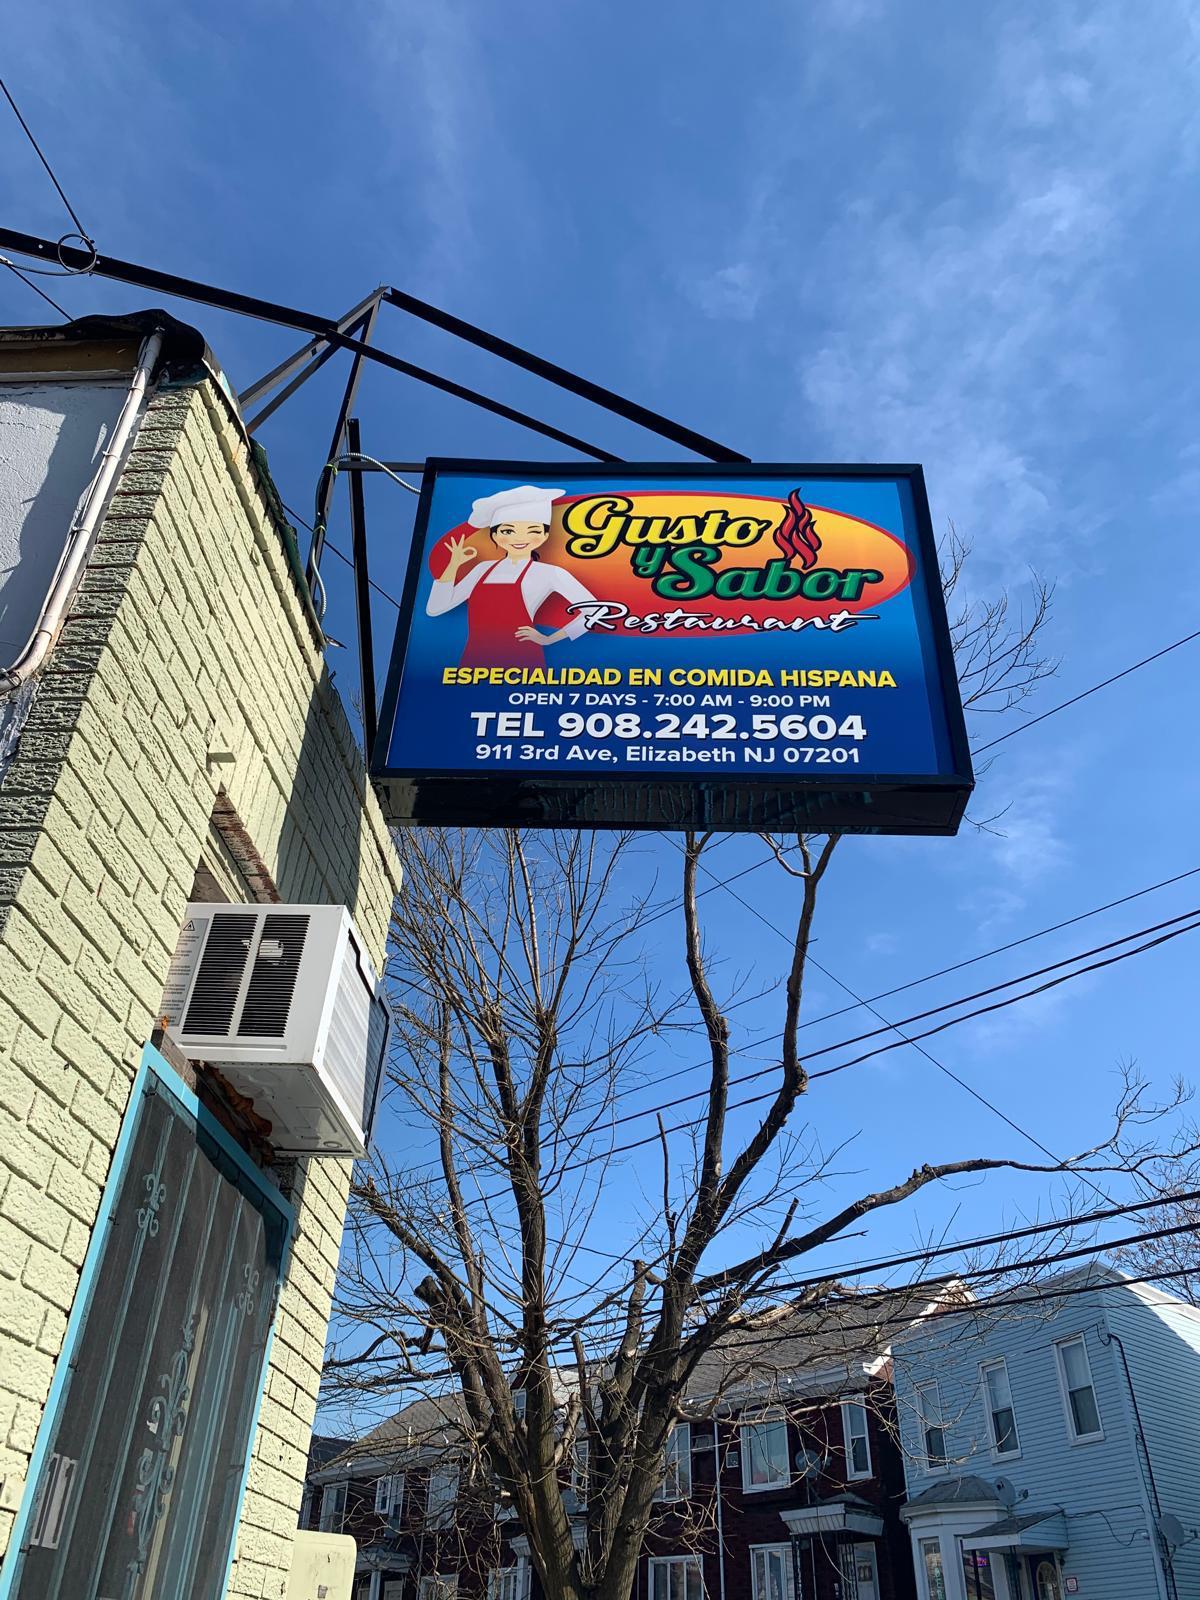 Gusto
y Sabor
Restaurant
ESPECIALIDAD EN COMIDA HISPANA
OPEN 7 DAYS - 7:00 AM - 9:00 PM
TEL 908.242.5604
911 3rd Ave, Elizabeth NJ 07201